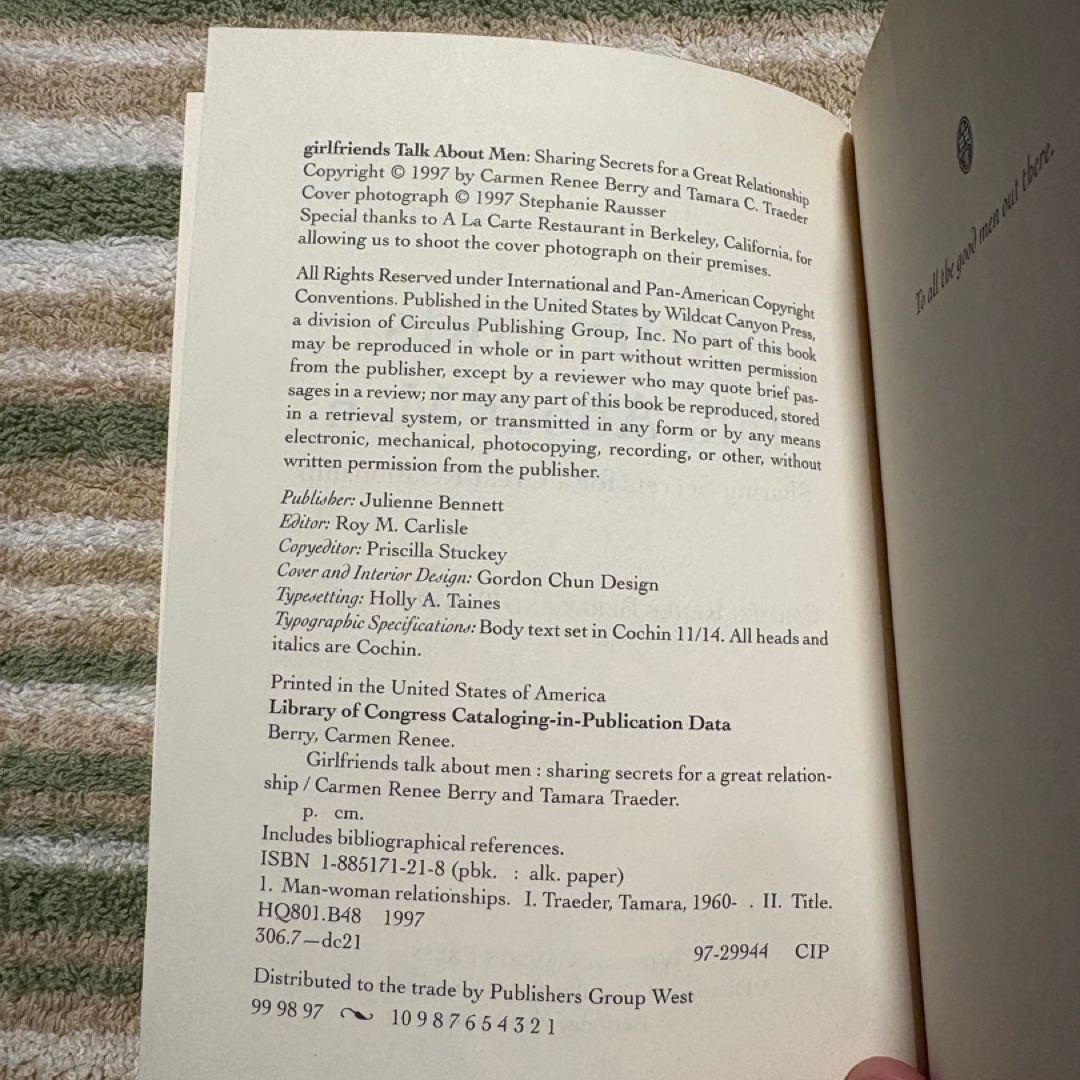 girlfriends Talk About Men: Sharing Secrets for a Great Relationship
Copyright © 1997 by Carmen Renee Berry and Tamara C. Traeder
Cover photograph © 1997 Stephanie Rausser
Special thanks to A La Carte Restaurant in Berkeley, California, for
allowing us to shoot the cover photograph on their premises.
All Rights Reserved under International and Pan-American Copyright
Conventions. Published in the United States by Wildcat Canyon Press,
a division of Circulus Publishing Group, Inc. No part of this book
may be reproduced in whole or in part without written permission
from the publisher, except by a reviewer who may quote brief pas-
sages in a review; nor may any part of this book be reproduced, stored
in a retrieval system, or transmitted in any form or by any means
electronic, mechanical, photocopying, recording, or other, without
written permission from the publisher.
Publisher: Julienne Bennett
Editor: Roy M. Carlisle
Copyeditor: Priscilla Stuckey
Cover and Interior Design: Gordon Chun Design
Typesetting: Holly A. Taines
Typographic Specifications: Body text set in Cochin 11/14. All heads and
italics are Cochin.
Printed in the United States of America
Library of Congress Cataloging-in-Publication Data
Berry, Carmen Renee.
Girlfriends talk about men : sharing secrets for a great relation-
ship / Carmen Renee Berry and Tamara Traeder.
p. cm.
Includes bibliographical references.
ISBN 1-885171-21-8 (pbk. : alk. paper)
1. Man-woman relationships. I. Traeder, Tamara, 1960- . II. Title.
HQ801.B48 1997
306.7—dc21
97-29944 CIP
Distributed to the trade by Publishers Group West
99 98 97 10 9 8 7 6 5 4 3 2 1
To all the good men out there.